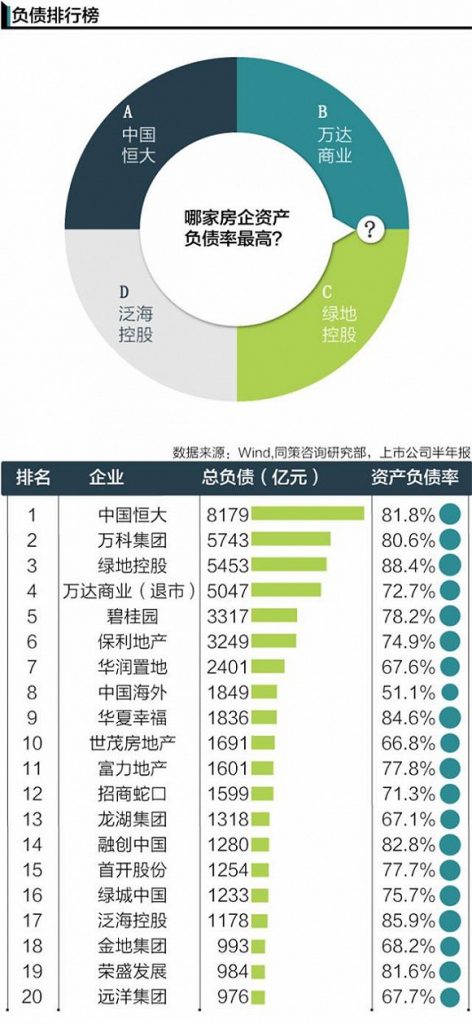 负债排行榜
A
中国
恒大
B
万达
商业
哪家房企资产
负债率最高?
?
D
泛海
控股
C
绿地
控股
数据来源：Wind,同策咨询研究部，上市公司半年报
排名 企业 总负债（亿元） 资产负债率
1 中国恒大 8179 81.8%
2 万科集团 5743 80.6%
3 绿地控股 5453 88.4%
4 万达商业（退市） 5047 72.7%
5 碧桂园 3317 78.2%
6 保利地产 3249 74.9%
7 华润置地 2401 67.6%
8 中国海外 1849 51.1%
9 华夏幸福 1836 84.6%
10 世茂房地产 1691 66.8%
11 富力地产 1601 77.8%
12 招商蛇口 1599 71.3%
13 龙湖集团 1318 67.1%
14 融创中国 1280 82.8%
15 首开股份 1254 77.7%
16 绿城中国 1233 75.7%
17 泛海控股 1178 85.9%
18 金地集团 993 68.2%
19 荣盛发展 984 81.6%
20 远洋集团 976 67.7%